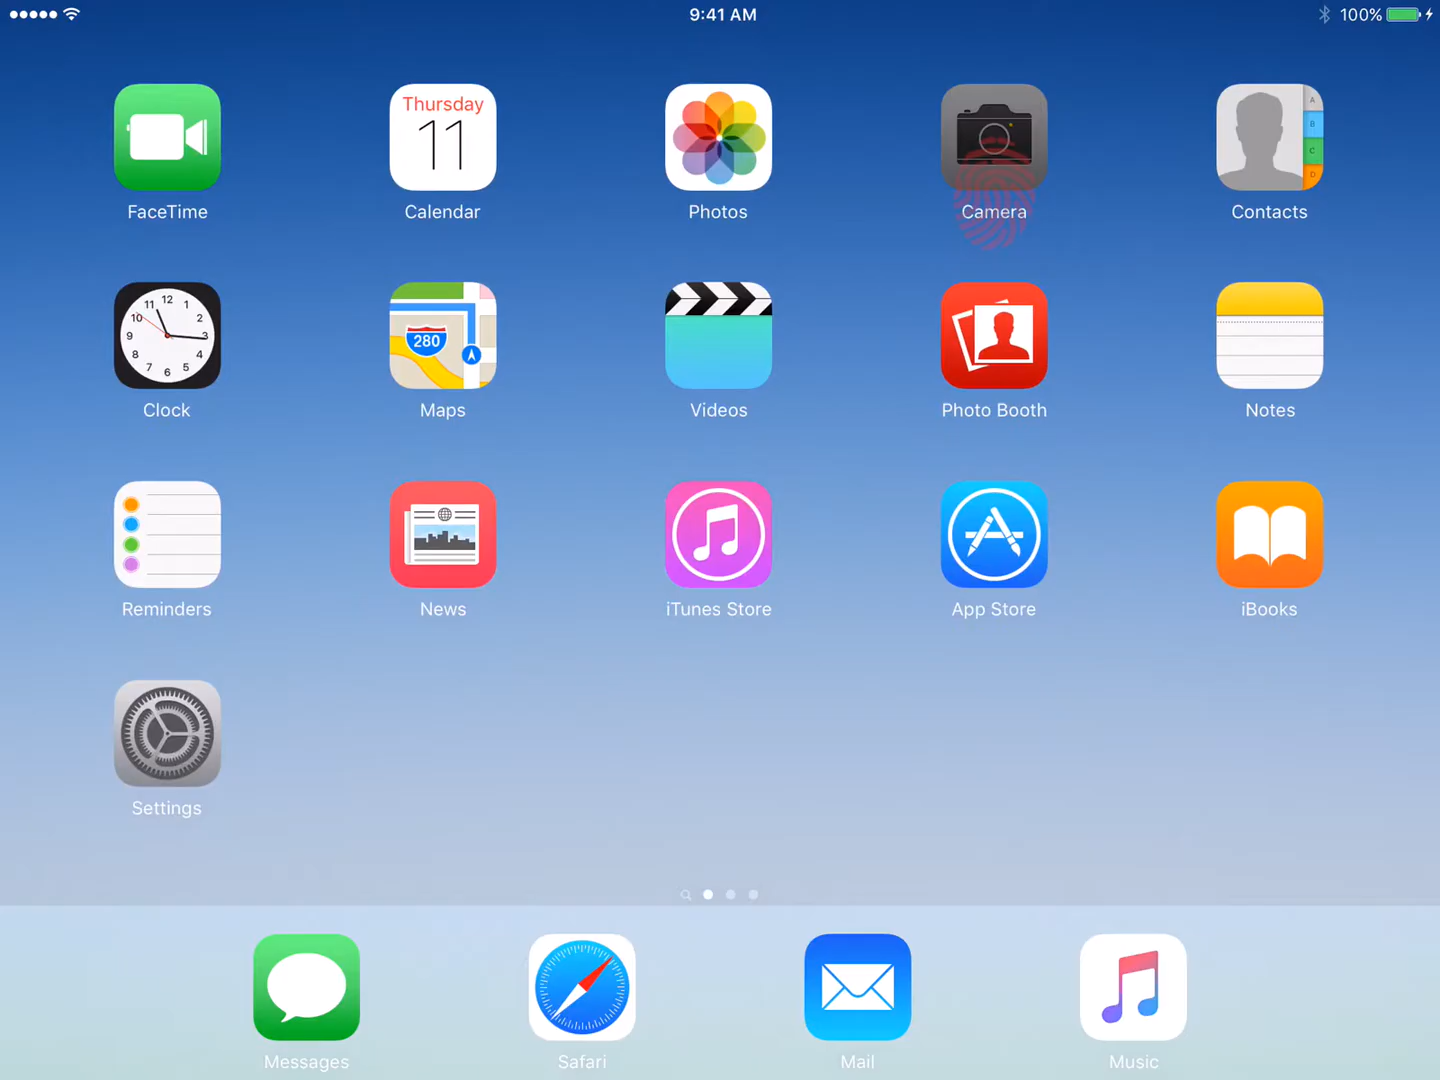 9:41 AM
100%
Thursday
11
FaceTime
Calendar
Photos
Camera
A
B
C
D
Contacts
12
11
1
10
2
9
3
8
4
7
5
6
280
Clock
Maps
Videos
Photo Booth
Notes
Reminders
News
iTunes Store
App Store
iBooks
Settings
Messages
Safari
Mail
Music